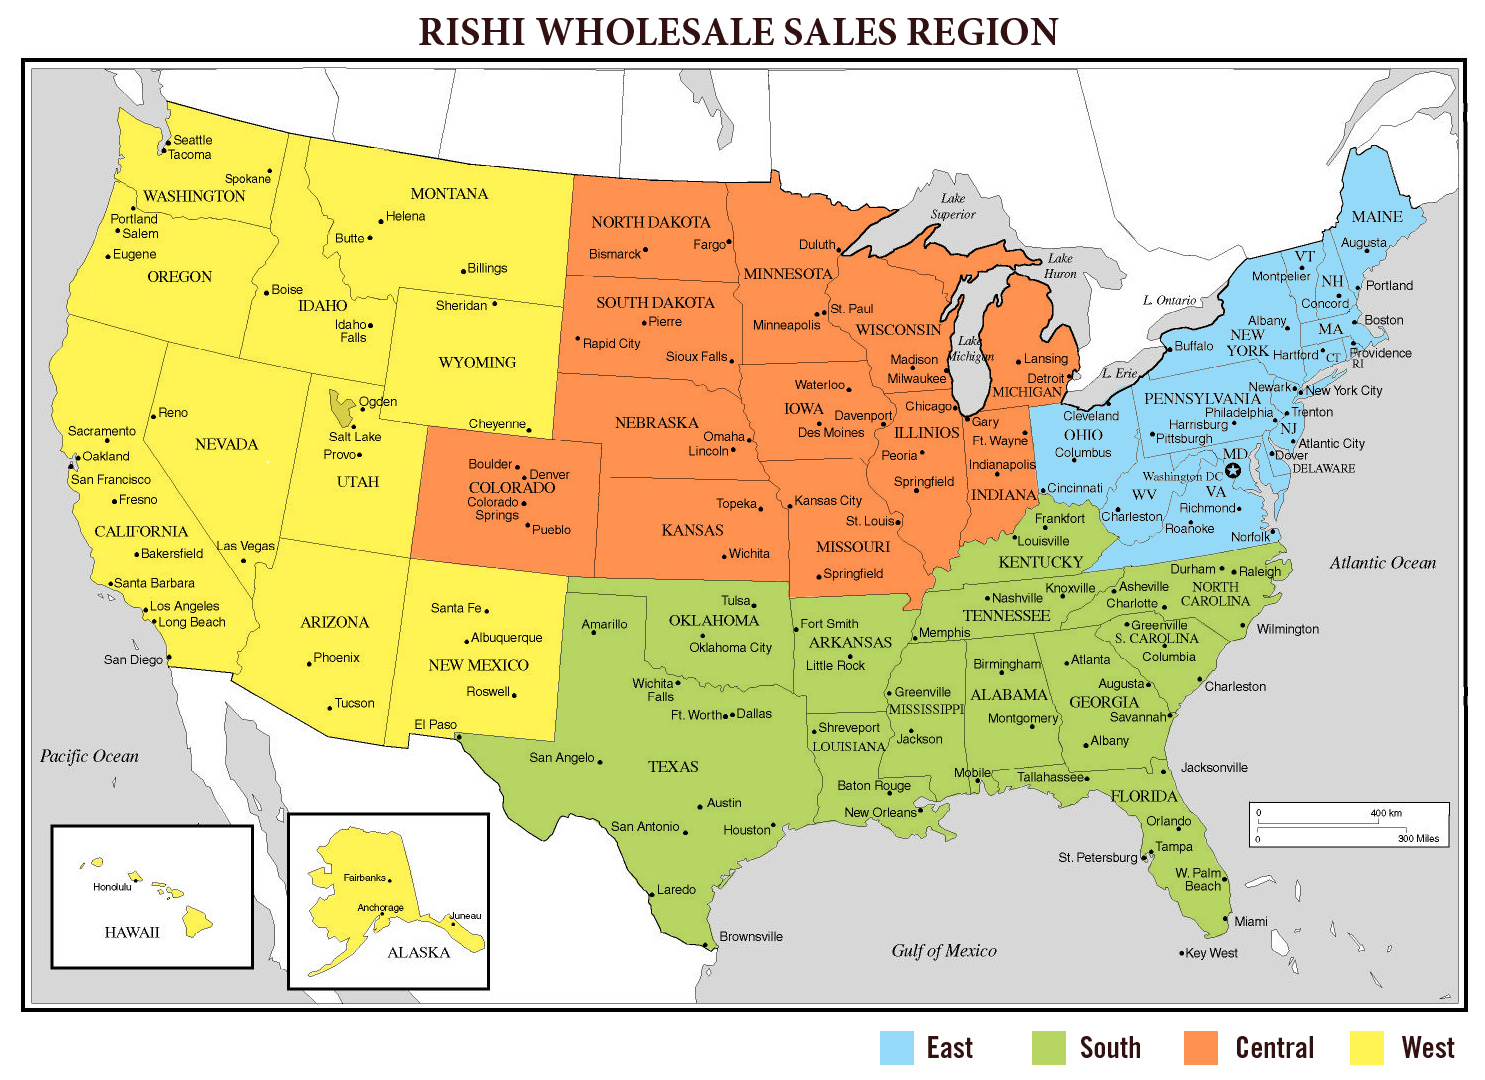 RISHI WHOLESALE SALES REGION
Seattle
Tacoma
Spokane
WASHINGTON
Portland
Salem
Eugene
OREGON
MONTANA
Helena
Butte
Billings
Boise
IDAHO
Idaho
Falls
Sheridan
WYOMING
Cheyenne
Reno
NEVADA
Las Vegas
Ogden
Salt Lake
Provo
UTAH
Sacramento
Oakland
San Francisco
Fresno
CALIFORNIA
Bakersfield
Santa Barbara
Los Angeles
Long Beach
San Diego
ARIZONA
Phoenix
Tucson
Santa Fe
Albuquerque
NEW MEXICO
Roswell
El Paso
NORTH DAKOTA
Bismarck
Fargo
SOUTH DAKOTA
Pierre
Rapid City
Sioux Falls
NEBRASKA
Omaha
Lincoln
Boulder
Denver
COLORADO
Colorado
Springs
Pueblo
Topeka
KANSAS
Wichita
Duluth
MINNESOTA
St. Paul
Minneapolis
WISCONSIN
Madison
Milwaukee
Waterloo
IOWA
Davenport
Des Moines
Chicago
ILLINIOS
Peoria
Springfield
Kansas City
St. Louis
MISSOURI
Springfield
Lake
Superior
Lake
Huron
Lake
Michigan
Lansing
Detroit
MICHIGAN
Gary
Ft. Wayne
Indianapolis
INDIANA
L. Ontario
L. Erie
Cleveland
OHIO
Columbus
Cincinnati
MAINE
Augusta
VT
Montpelier
NH
Concord
Portland
Albany
NEW
YORK
Buffalo
MA
Boston
Hartford
CT
Providence
RI
Newark
New York City
PENNSYLVANIA
Philadelphia
Harrisburg
Pittsburgh
Trenton
NJ
Atlantic City
MD
Dover
DELAWARE
Washington DC
WV
VA
Charleston
Richmond
Roanoke
Norfolk
Frankfort
Louisville
KENTUCKY
Knoxville
Nashville
TENNESSEE
Memphis
Durham
Raleigh
Asheville
NORTH
CAROLINA
Charlotte
Wilmington
Greenville
S. CAROLINA
Columbia
Charleston
Tulsa
OKLAHOMA
Oklahoma City
Fort Smith
ARKANSAS
Little Rock
Amarillo
Wichita
Falls
Ft. Worth
Dallas
San Angelo
TEXAS
Austin
San Antonio
Houston
Laredo
Brownsville
Shreveport
LOUISIANA
Baton Rouge
New Orleans
Greenville
MISSISSIPPI
Jackson
Birmingham
ALABAMA
Montgomery
Mobile
Atlanta
Augusta
GEORGIA
Savannah
Albany
Tallahassee
Jacksonville
FLORIDA
Orlando
Tampa
St. Petersburg
W. Palm
Beach
Miami
Key West
Pacific Ocean
Atlantic Ocean
Gulf of Mexico
Honolulu
HAWAII
Fairbanks
Anchorage
Juneau
ALASKA
0 400 km
0 300 Miles
East South Central West